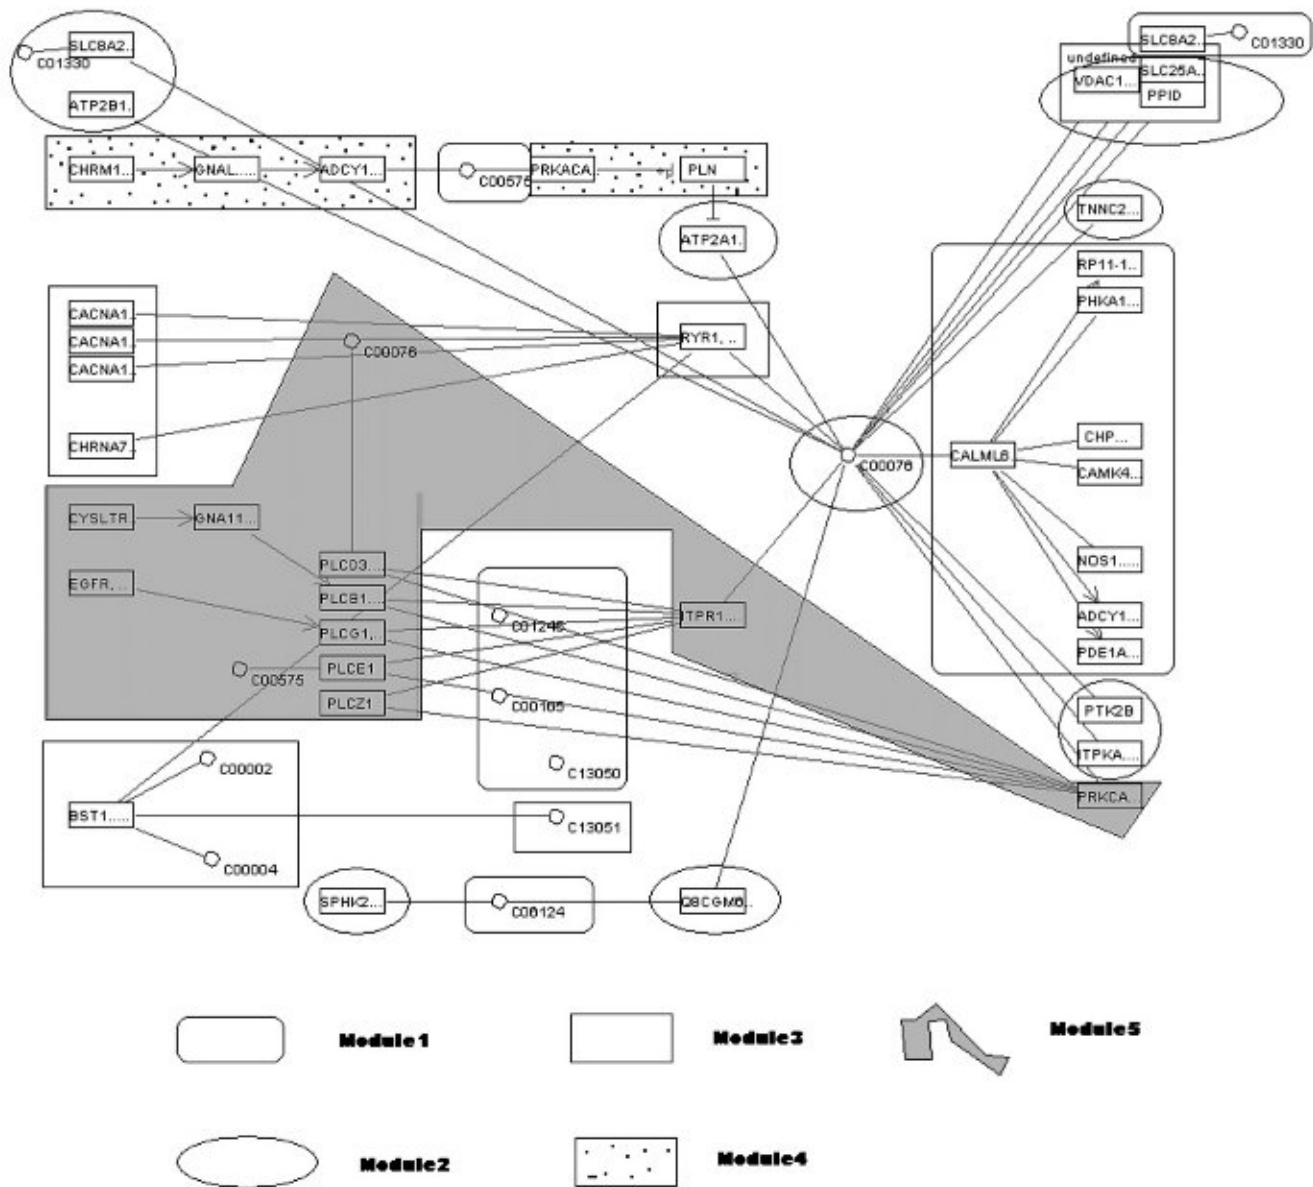 SLC8A2..
C01330
SLC8A2..
C01330
undefined
VDAC1...
SLC25A..
PPID
ATP2B1.
CHRM1...
GNAL.....
ADCY1...
C00575
PRKACA..
PLN
TNNC2...
ATP2A1.
RP11-1..
PHKA1...
CACNA1.
CACNA1.
CACNA1.
C00076
RYR1, ..
CHRNA7.
CHP...
CAMK4...
CALML6.
C00076
CYSLTR.
GNA11...
PLCD3...
NOS1.....
EGFR, ...
PLCB1...
C01245
ITPR1....
ADCY1...
PLCG1,..
PDE1A...
C00575
PLCE1
C00165
PLCZ1
PTK2B
ITPKA....
C00002
C13050
PRKCA...
BST1.....
C13051
C00004
SPHK2...
C06124
Q8CGM6..
Module1
Module3
Module5
Module2
Module4